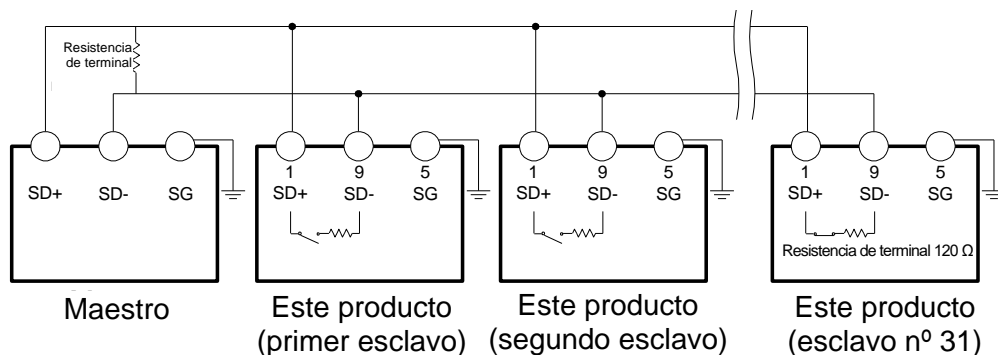 Resistencia
de terminal
SD+ SD- SG
1 9 5
SD+ SD- SG
1 9 5
SD+ SD- SG
1 9 5
SD+ SD- SG
Resistencia de terminal 120 Ω
Maestro
Este producto
(primer esclavo)
Este producto
(segundo esclavo)
Este producto
(esclavo nº 31)